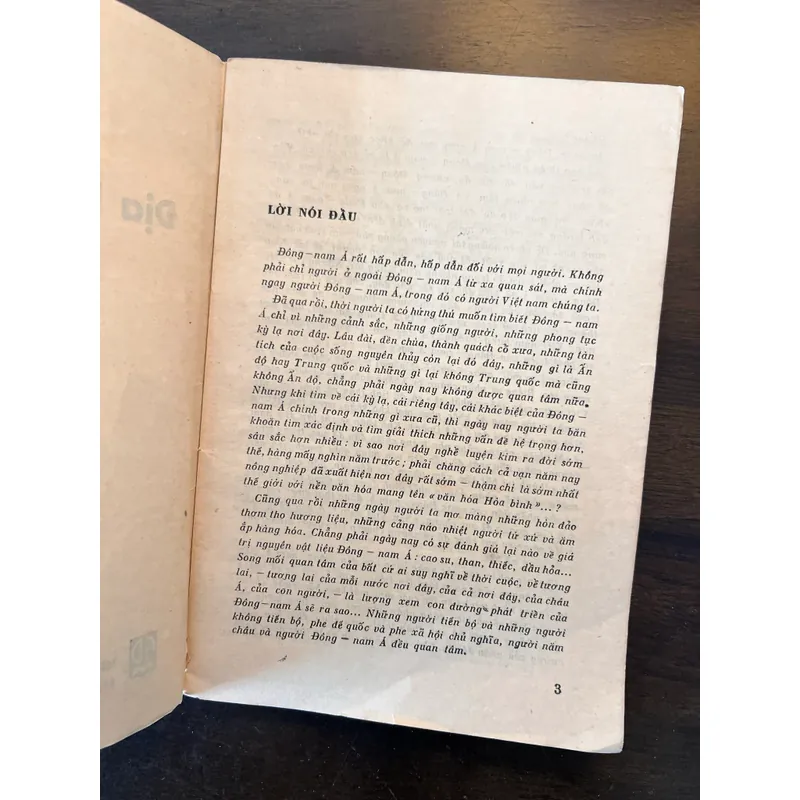 Địa
LỜI NÓI ĐẦU
Đông – nam Á rất hấp dẫn, hấp dẫn đối với mọi người. Không
phải chỉ người ở ngoài Đông – nam Á từ xa quan sát, mà chính
ngay người Đông – nam Á, trong đó có người Việt nam chúng ta.
Đã qua rồi, thời người ta có hứng thú muốn tìm biết Đông – nam
Á chỉ vì những cảnh sắc, những giống người, những phong tục
kỳ lạ nơi đây. Lâu đài, đền chùa, thành quách cổ xưa, những tàn
tích của cuộc sống nguyên thủy còn lại đó đây, những gì là Ấn
độ hay Trung quốc và những gì lại không Trung quốc mà cũng
không Ấn độ, chẳng phải ngày nay không được quan tâm nữa.
Nhưng khi tìm về cái kỳ lạ, cái riêng tây, cái khác biệt của Đông –
nam Á chính trong những gì xưa cũ, thì ngày nay người ta băn
khoăn tìm xác định và tìm giải thích những vấn đề hệ trọng hơn,
sâu sắc hơn nhiều : vì sao nơi đây nghề luyện kim ra đời sớm
thế, hàng mấy nghìn năm trước ; phải chăng cách cả vạn năm nay
nông nghiệp đã xuất hiện nơi đây rất sớm – thậm chí là sớm nhất
thế giới với nền văn hóa mang tên « văn hóa Hòa bình »... ?
Cũng qua rồi những ngày người ta mơ màng những hòn đảo
thơm tho hương liệu, những cảng náo nhiệt người tứ xứ và ăm
ắp hàng hóa. Chẳng phải ngày nay có sự đánh giá lại nào về giá
trị nguyên vật liệu Đông – nam Á : cao su, than, thiếc, dầu hỏa...
Song mối quan tâm của bất cứ ai suy nghĩ về thời cuộc, về tương
lai, – tương lai của mỗi nước nơi đây, của cả nơi đây, của châu
Á, của con người, – là lượng xem con đường phát triển của
Đông – nam Á sẽ ra sao... Những người tiến bộ và những người
không tiến bộ, phe đế quốc và phe xã hội chủ nghĩa, người năm
châu và người Đông – nam Á đều quan tâm.
3